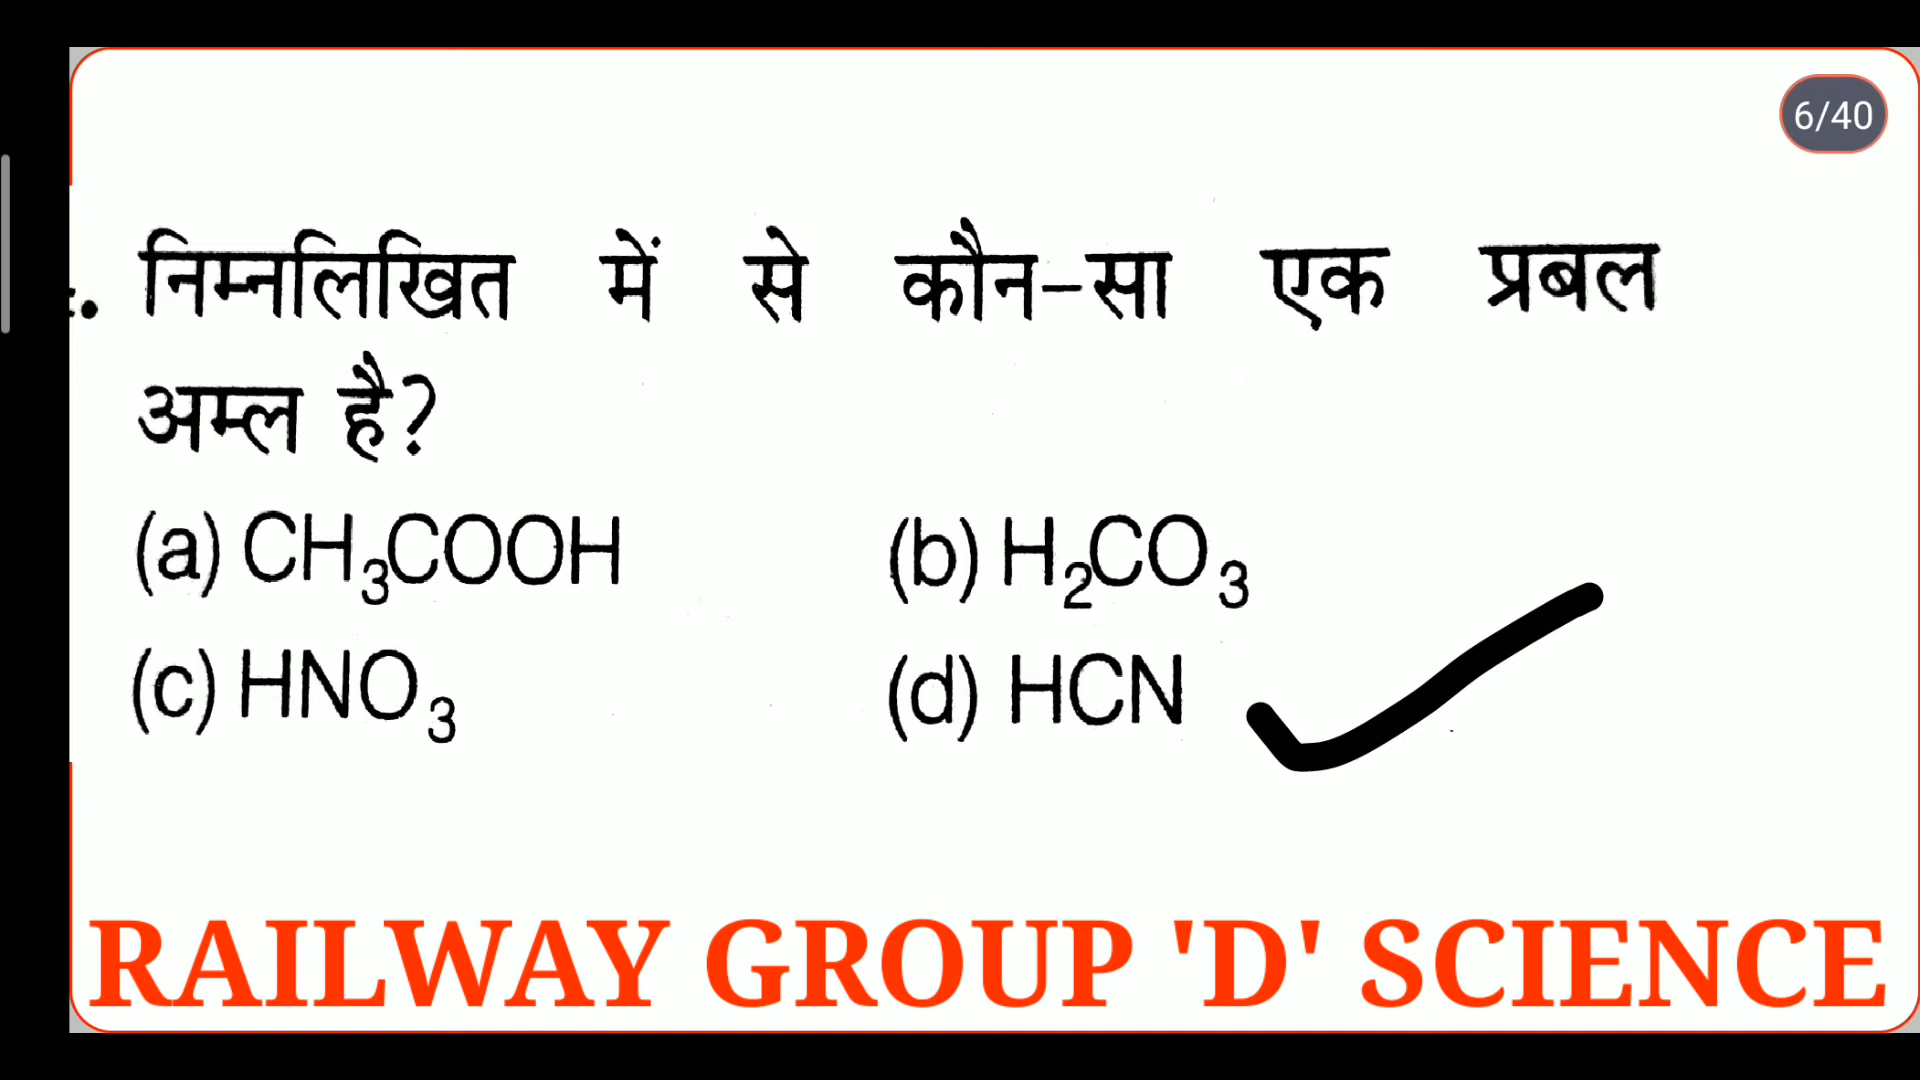 6/40
निम्नलिखित में से कौन-सा एक प्रबल
अम्ल है?
(a) CH₃COOH (b) H₂CO₃
(c) HNO₃ (d) HCN
RAILWAY GROUP 'D' SCIENCE